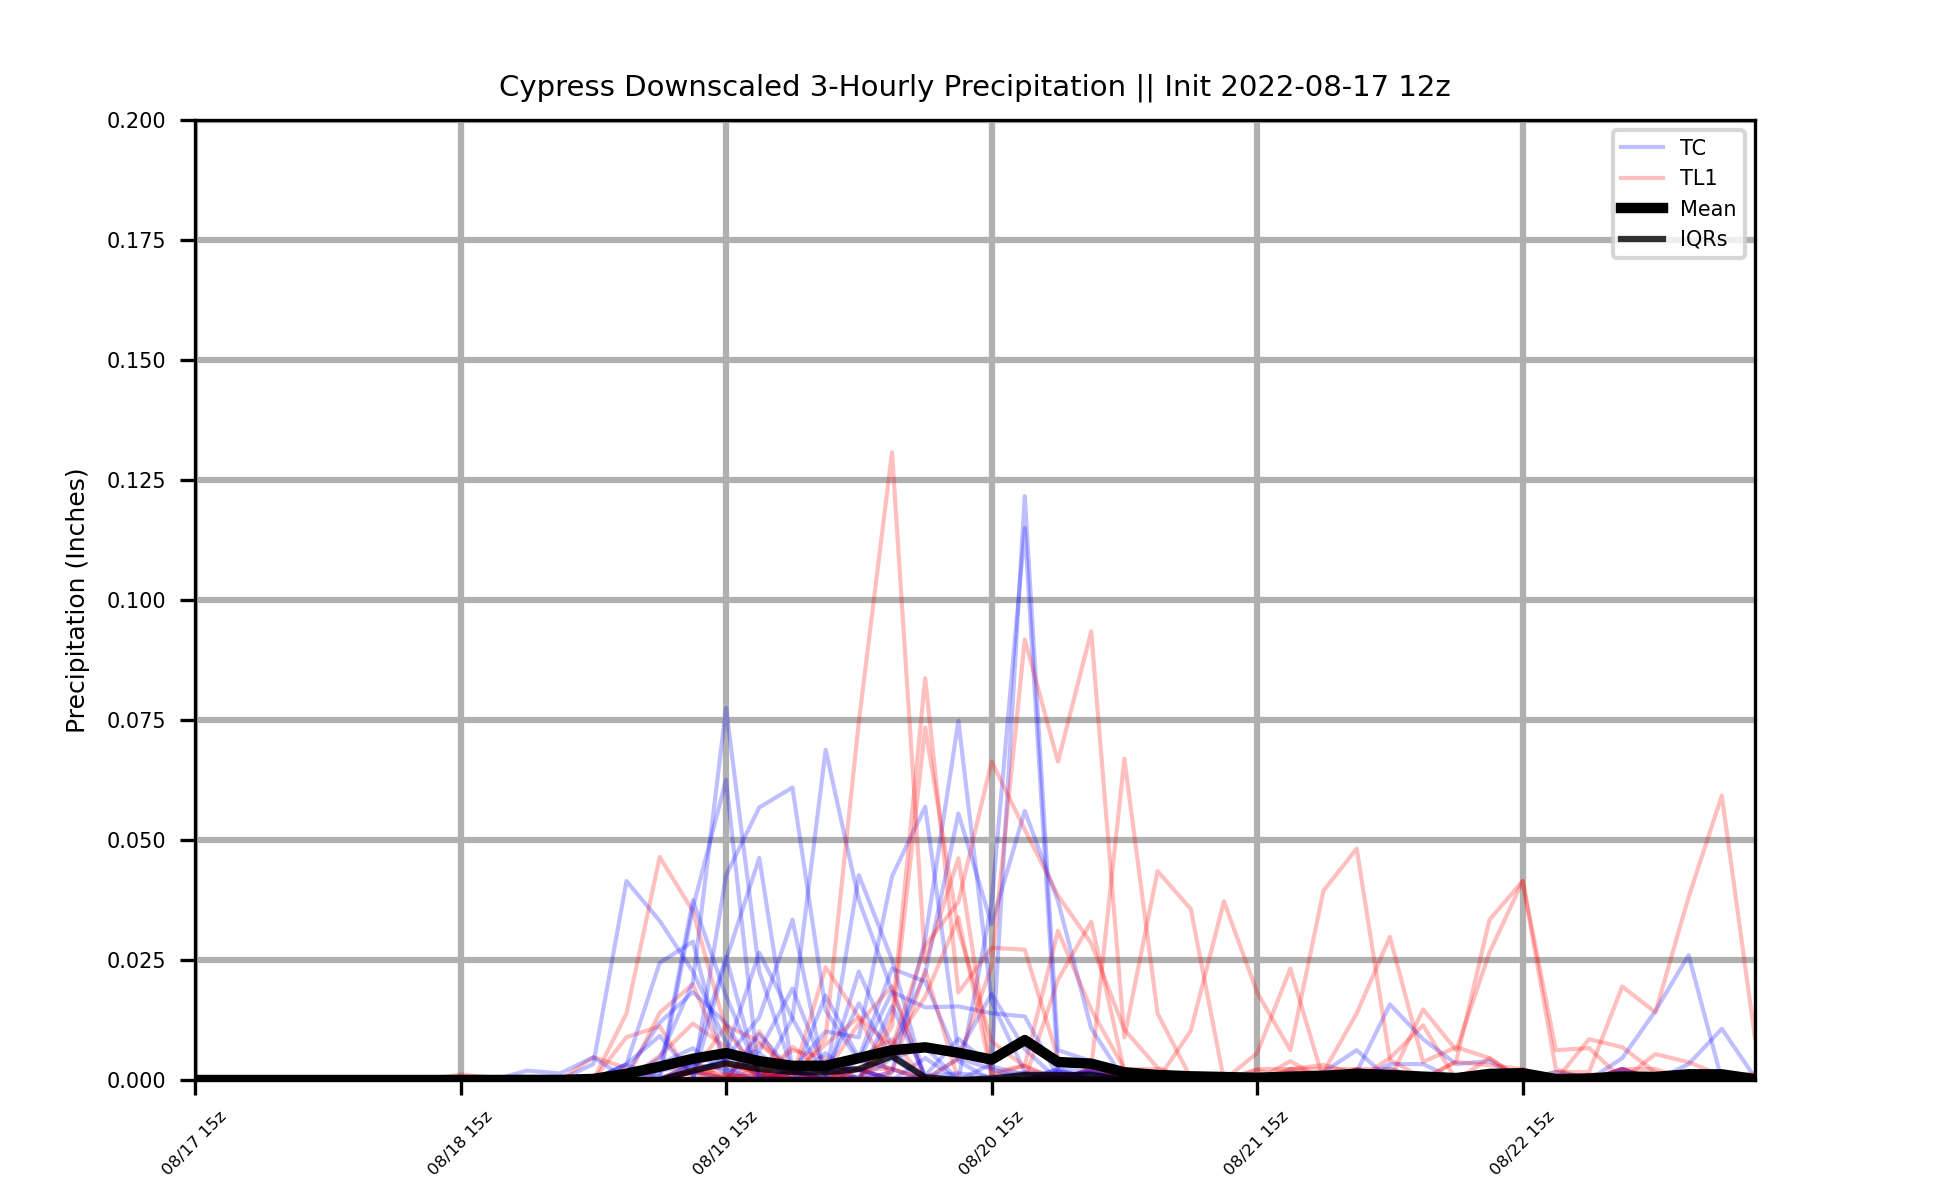 Cypress Downscaled 3-Hourly Precipitation || Init 2022-08-17 12z
0.200
0.175
0.150
0.125
0.100
0.075
0.050
0.025
0.000
Precipitation (Inches)
TC
TL1
Mean
IQRs
08/17 15z
08/18 15z
08/19 15z
08/20 15z
08/21 15z
08/22 15z